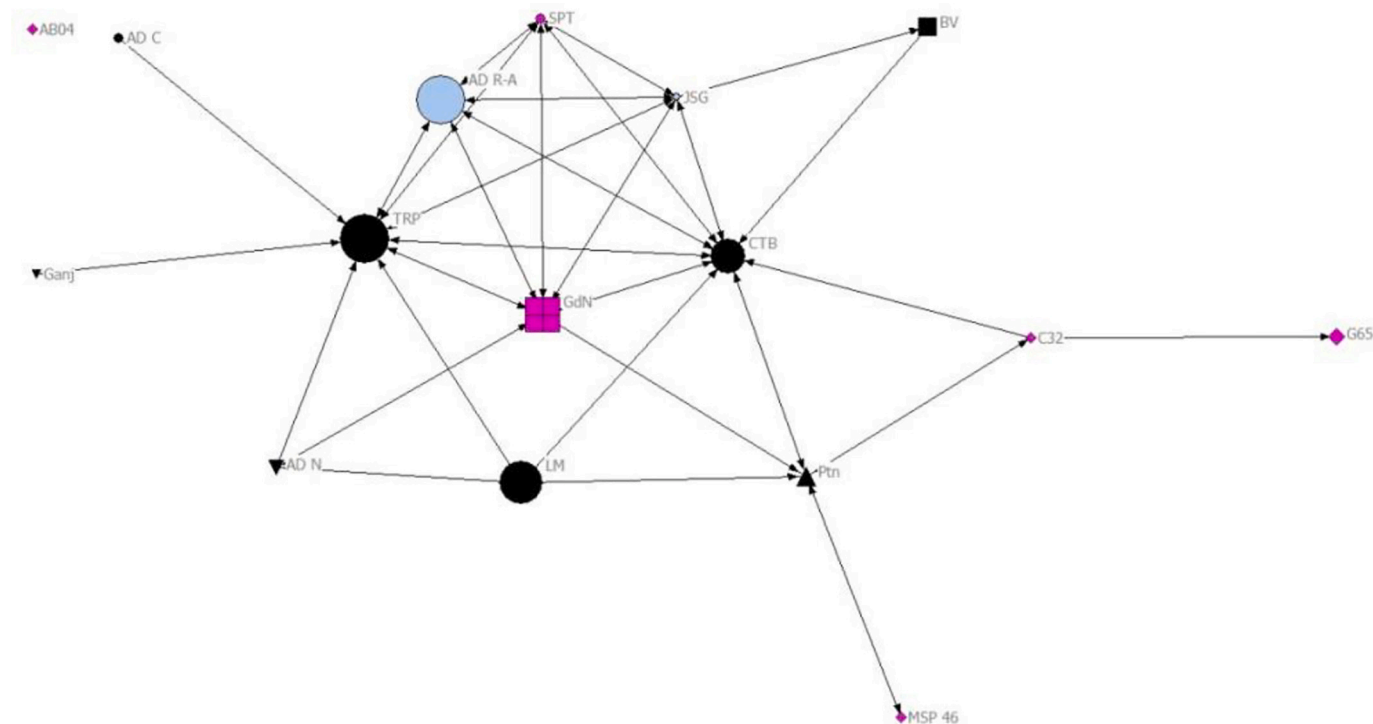 SPT
BV
AB04
AD C
AD R-A
JSG
TRP
CTB
Ganj
GdN
C32
G65
AD N
LM
Ptn
MSP 46